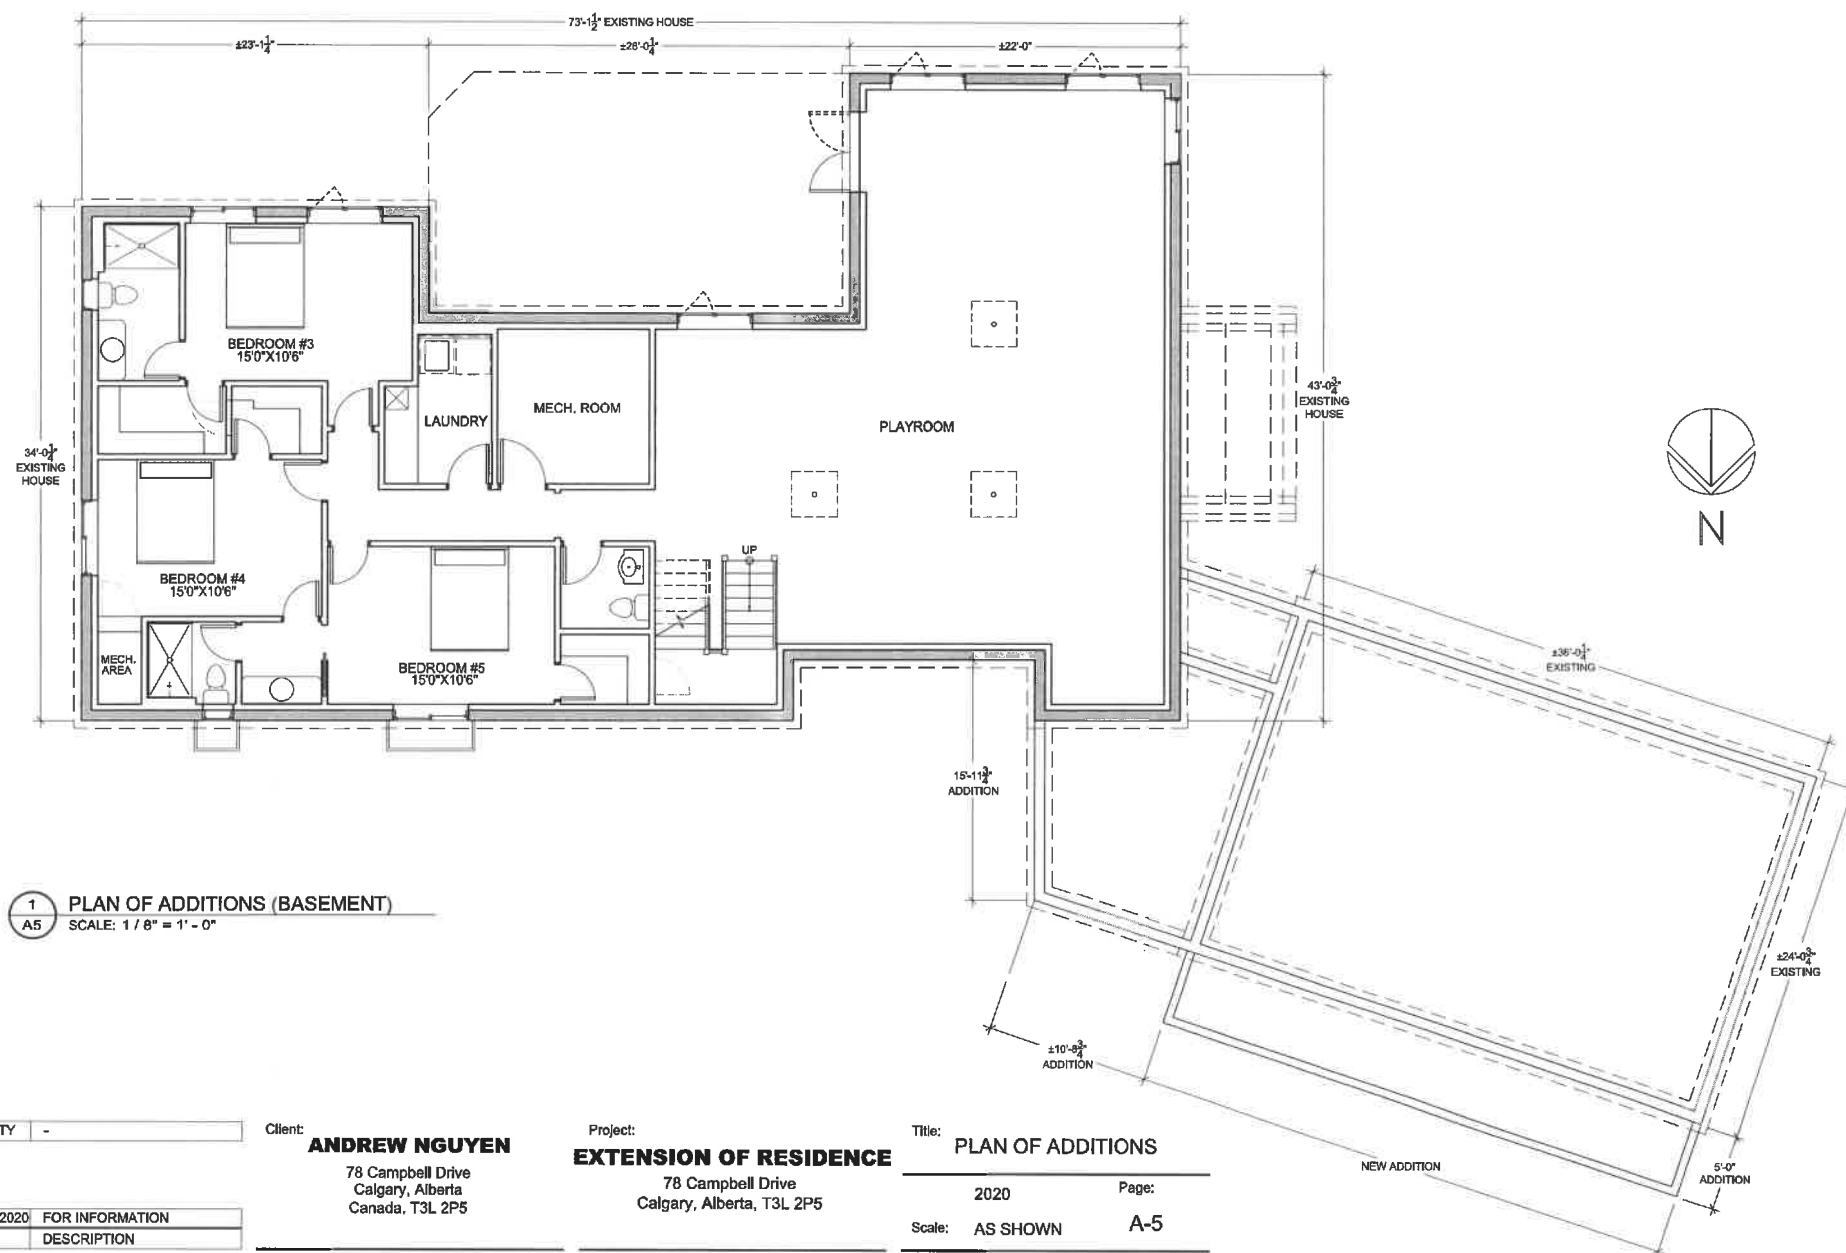 73'-1½" EXISTING HOUSE
±23'-1¼"
±28'-0¼"
±22'-0"
BEDROOM #3
15'0"X10'6"
LAUNDRY
MECH. ROOM
PLAYROOM
43'-0¾"
EXISTING
HOUSE
34'-0¼"
EXISTING
HOUSE
N
BEDROOM #4
15'0"X10'6"
UP
MECH.
AREA
BEDROOM #5
15'0"X10'6"
±36'-0¼"
EXISTING
15'-11¾"
ADDITION
1
A5
PLAN OF ADDITIONS (BASEMENT)
SCALE: 1 / 8" = 1' - 0"
±24'-0¾"
EXISTING
±10'-8¾"
ADDITION
NEW ADDITION
5'-0"
ADDITION
TY -
2020 FOR INFORMATION
DESCRIPTION
Client:
ANDREW NGUYEN
78 Campbell Drive
Calgary, Alberta
Canada, T3L 2P5
Project:
EXTENSION OF RESIDENCE
78 Campbell Drive
Calgary, Alberta, T3L 2P5
Title:
PLAN OF ADDITIONS
2020
Page:
Scale: AS SHOWN
A-5